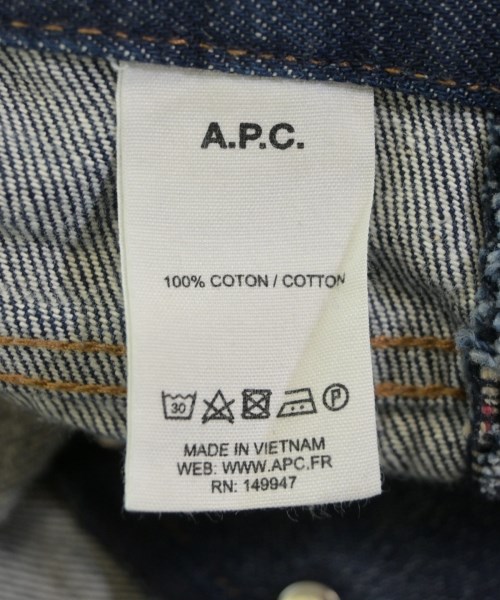 A.P.C.
100% COTON / COTTON
30 P
MADE IN VIETNAM
WEB: WWW.APC.FR
RN: 149947